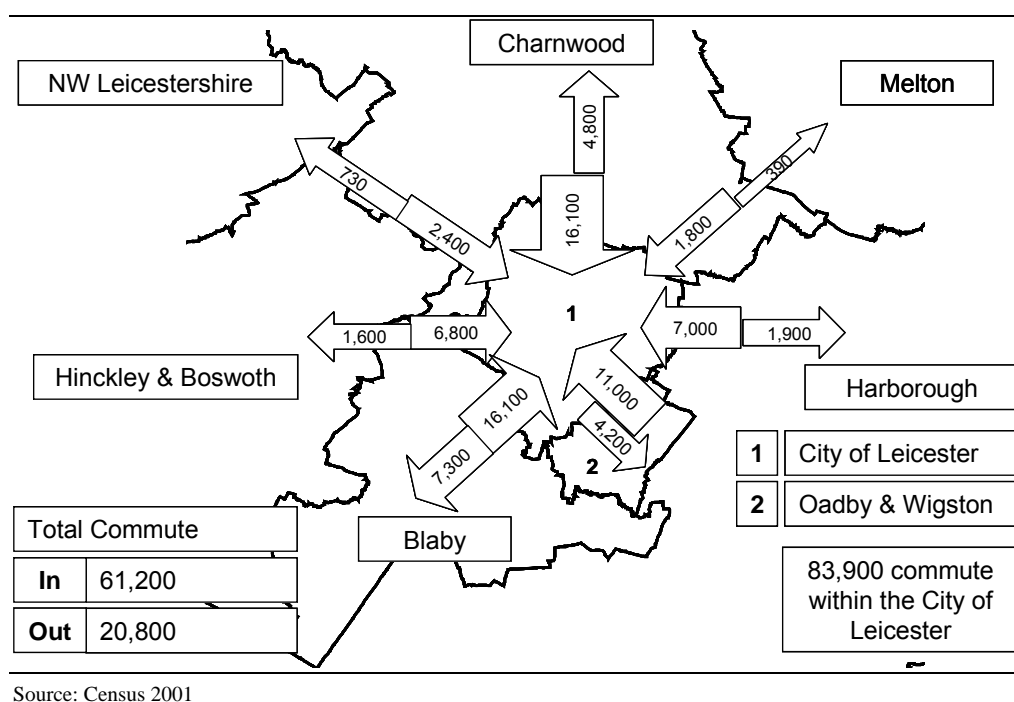 Charnwood
NW Leicestershire
Melton
4,800
390
730
16,100
1,800
2,400
1
1,600
6,800
7,000
1,900
Hinckley & Boswoth
Harborough
11,000
16,100
4,200
7,300
2
1 City of Leicester
2 Oadby & Wigston
Blaby
Total Commute
In 61,200
Out 20,800
83,900 commute
within the City of
Leicester
Source: Census 2001